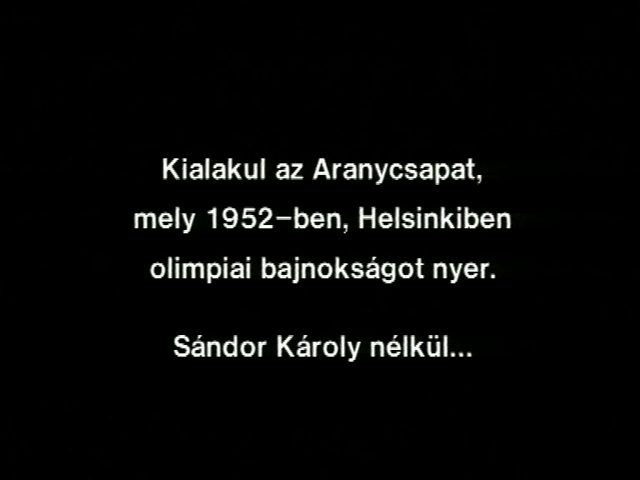 Kialakul az Aranycsapat,
mely 1952-ben, Helsinkiben
olimpiai bajnokságot nyer.
Sándor Károly nélkül...